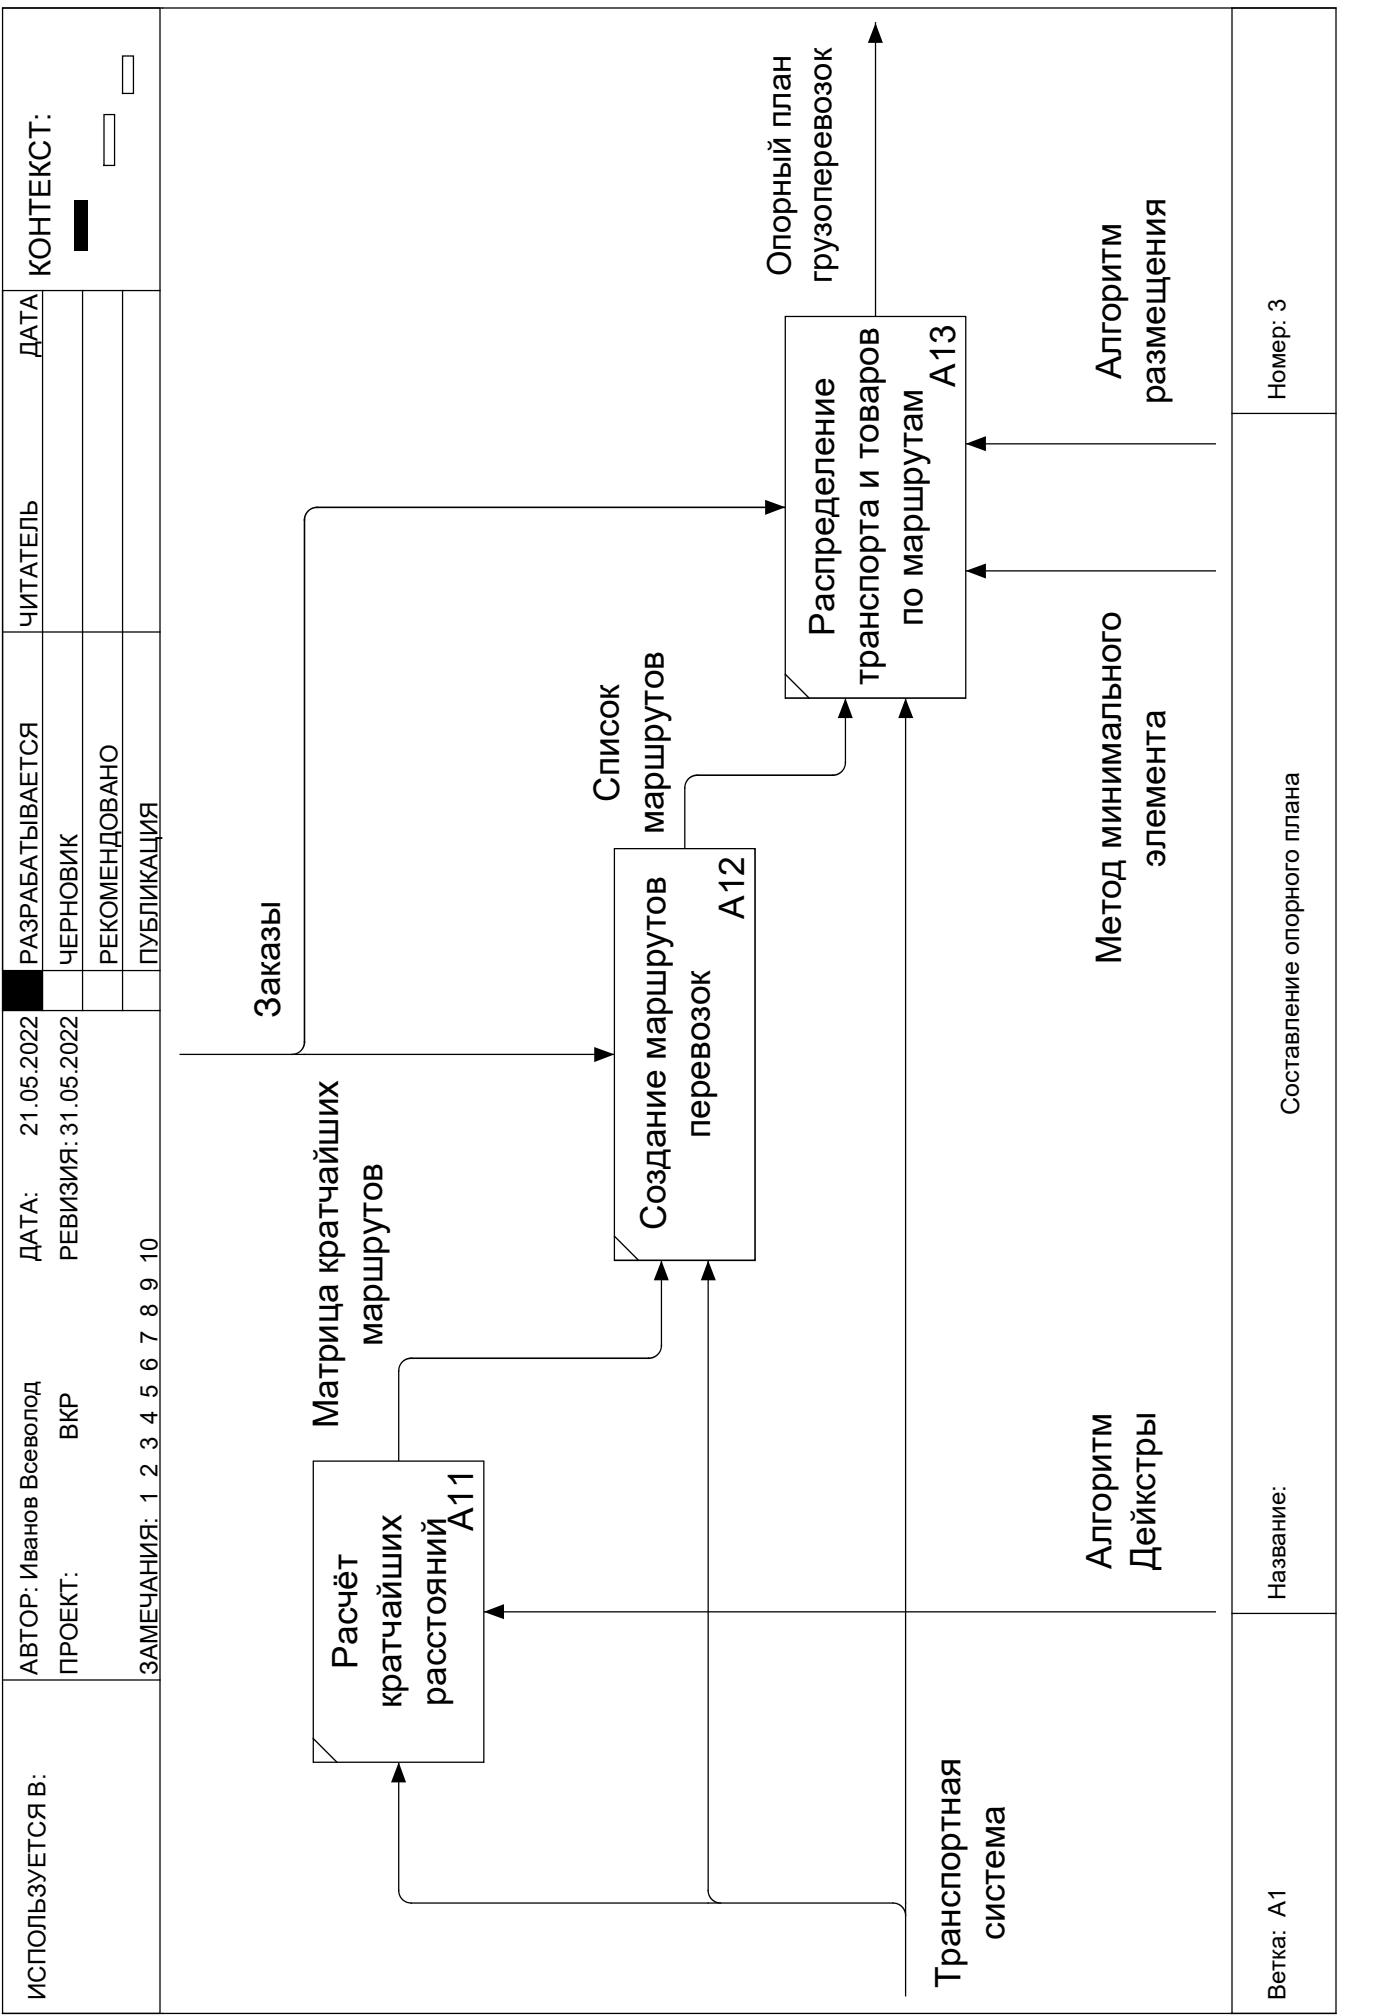 ИСПОЛЬЗУЕТСЯ В:
АВТОР: Иванов Всеволод
ДАТА: 21.05.2022
ПРОЕКТ: ВКР
РЕВИЗИЯ: 31.05.2022
ЗАМЕЧАНИЯ: 1 2 3 4 5 6 7 8 9 10
РАЗРАБАТЫВАЕТСЯ
ЧЕРНОВИК
РЕКОМЕНДОВАНО
ПУБЛИКАЦИЯ
ЧИТАТЕЛЬ
ДАТА
КОНТЕКСТ:
Заказы
Матрица кратчайших
маршрутов
Расчёт
кратчайших
расстояний
A11
Список
маршрутов
Создание маршрутов
перевозок
A12
Опорный план
грузоперевозок
Распределение
транспорта и товаров
по маршрутам
A13
Транспортная
система
Алгоритм
Дейкстры
Метод минимального
элемента
Алгоритм
размещения
Ветка: A1
Название:
Составление опорного плана
Номер: 3